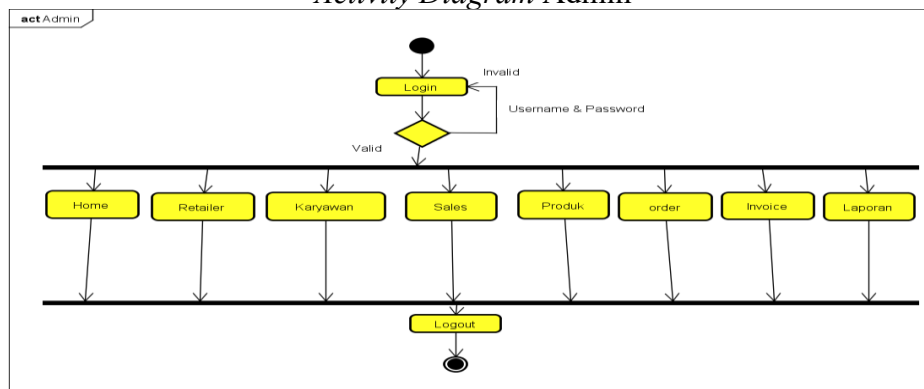 Activity Diagram Admin
act Admin
Invalid
Login
Username & Password
Valid
Home
Retailer
Karyawan
Sales
Produk
order
Invoice
Laporan
Logout